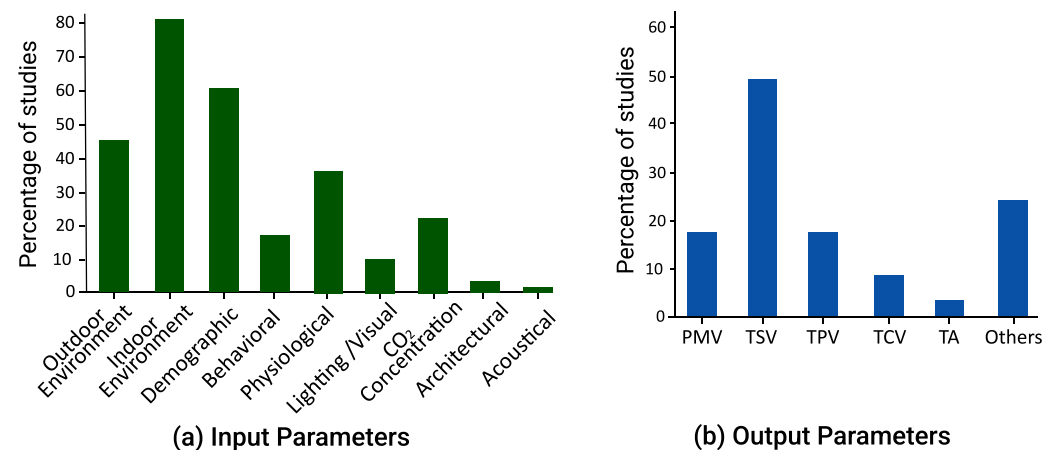 Percentage of studies
80
70
60
50
40
30
20
10
0
Outdoor
Environment
Indoor
Environment
Demographic
Behavioral
Physiological
Lighting /Visual
CO₂
Concentration
Architectural
Acoustical
(a) Input Parameters
Percentage of studies
60
50
40
30
20
10
0
PMV
TSV
TPV
TCV
TA
Others
(b) Output Parameters